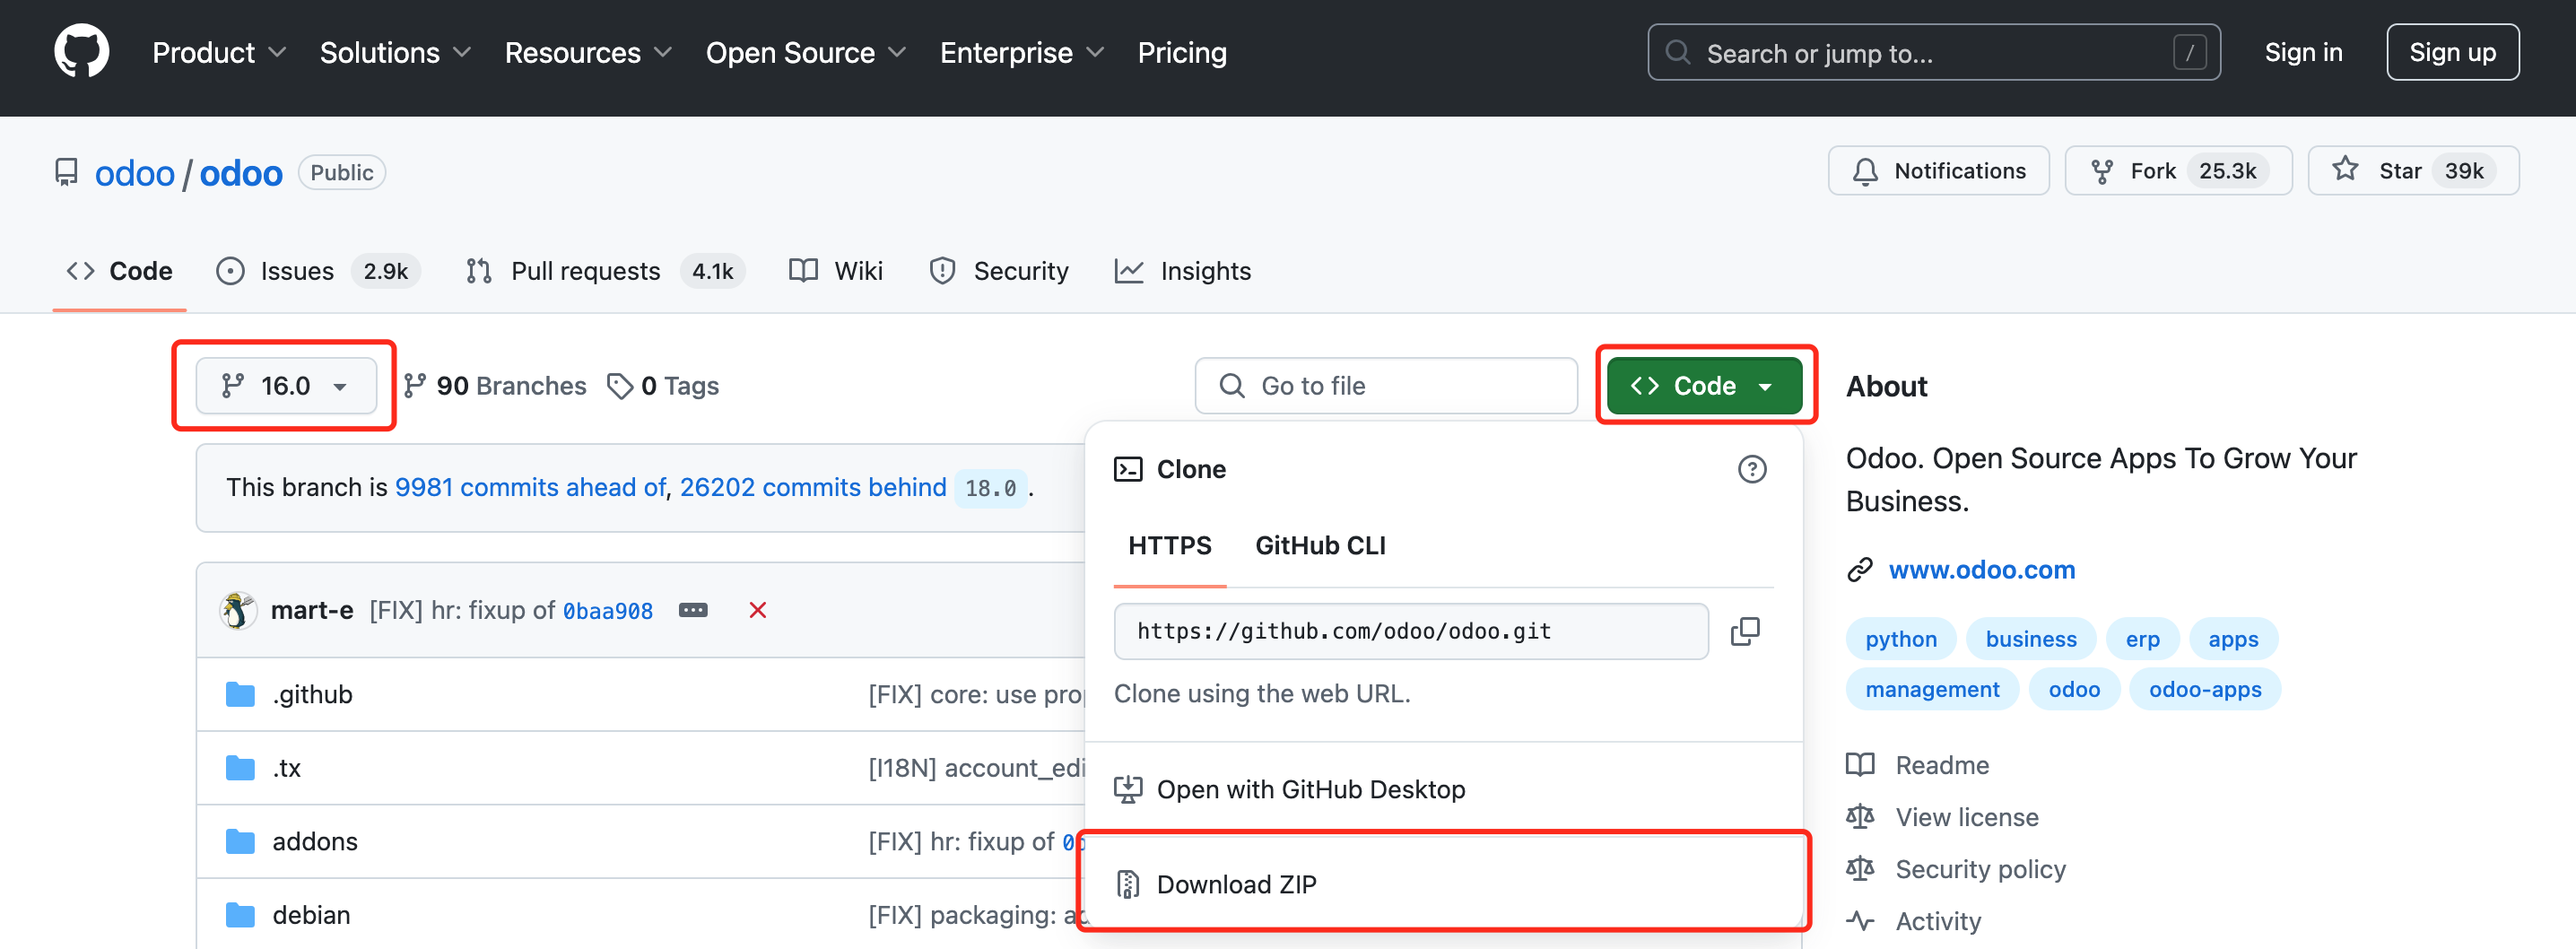 Product Solutions Resources Open Source Enterprise Pricing Search or jump to... / Sign in Sign up
odoo / odoo Public Notifications Fork 25.3k Star 39k
Code Issues 2.9k Pull requests 4.1k Wiki Security Insights
16.0 90 Branches 0 Tags Go to file Code
This branch is 9981 commits ahead of, 26202 commits behind 18.0 .
mart-e [FIX] hr: fixup of 0baa908
.github [FIX] core: use
.tx [I18N] account_edi
addons [FIX] hr: fixup of
debian [FIX] packaging:
Clone
HTTPS GitHub CLI
https://github.com/odoo/odoo.git
Clone using the web URL.
Open with GitHub Desktop
Download ZIP
About
Odoo. Open Source Apps To Grow Your
Business.
www.odoo.com
python business erp apps
management odoo odoo-apps
Readme
View license
Security policy
Activity